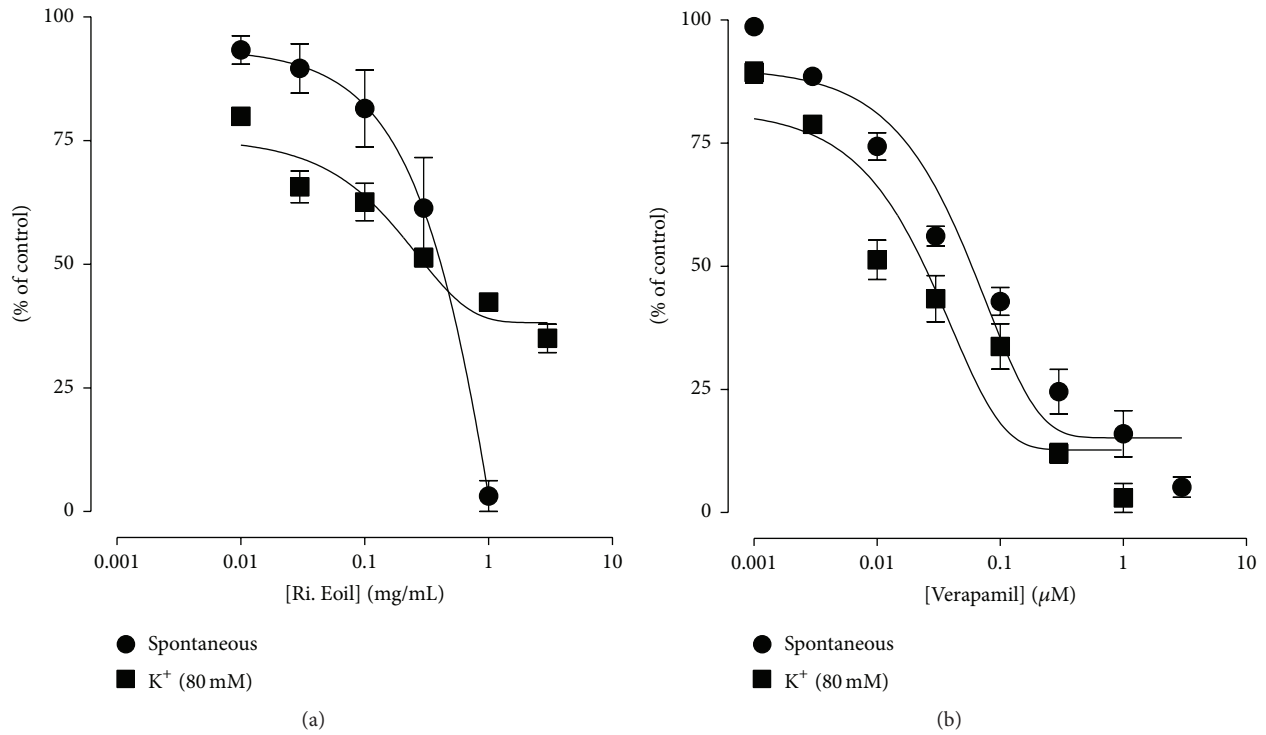 100
75
50
25
0
(% of control)
0.001 0.01 0.1 1 10
[Ri. Eoil] (mg/mL)
Spontaneous
K⁺ (80 mM)
(a)
100
75
50
25
0
(% of control)
0.001 0.01 0.1 1 10
[Verapamil] (μM)
Spontaneous
K⁺ (80 mM)
(b)